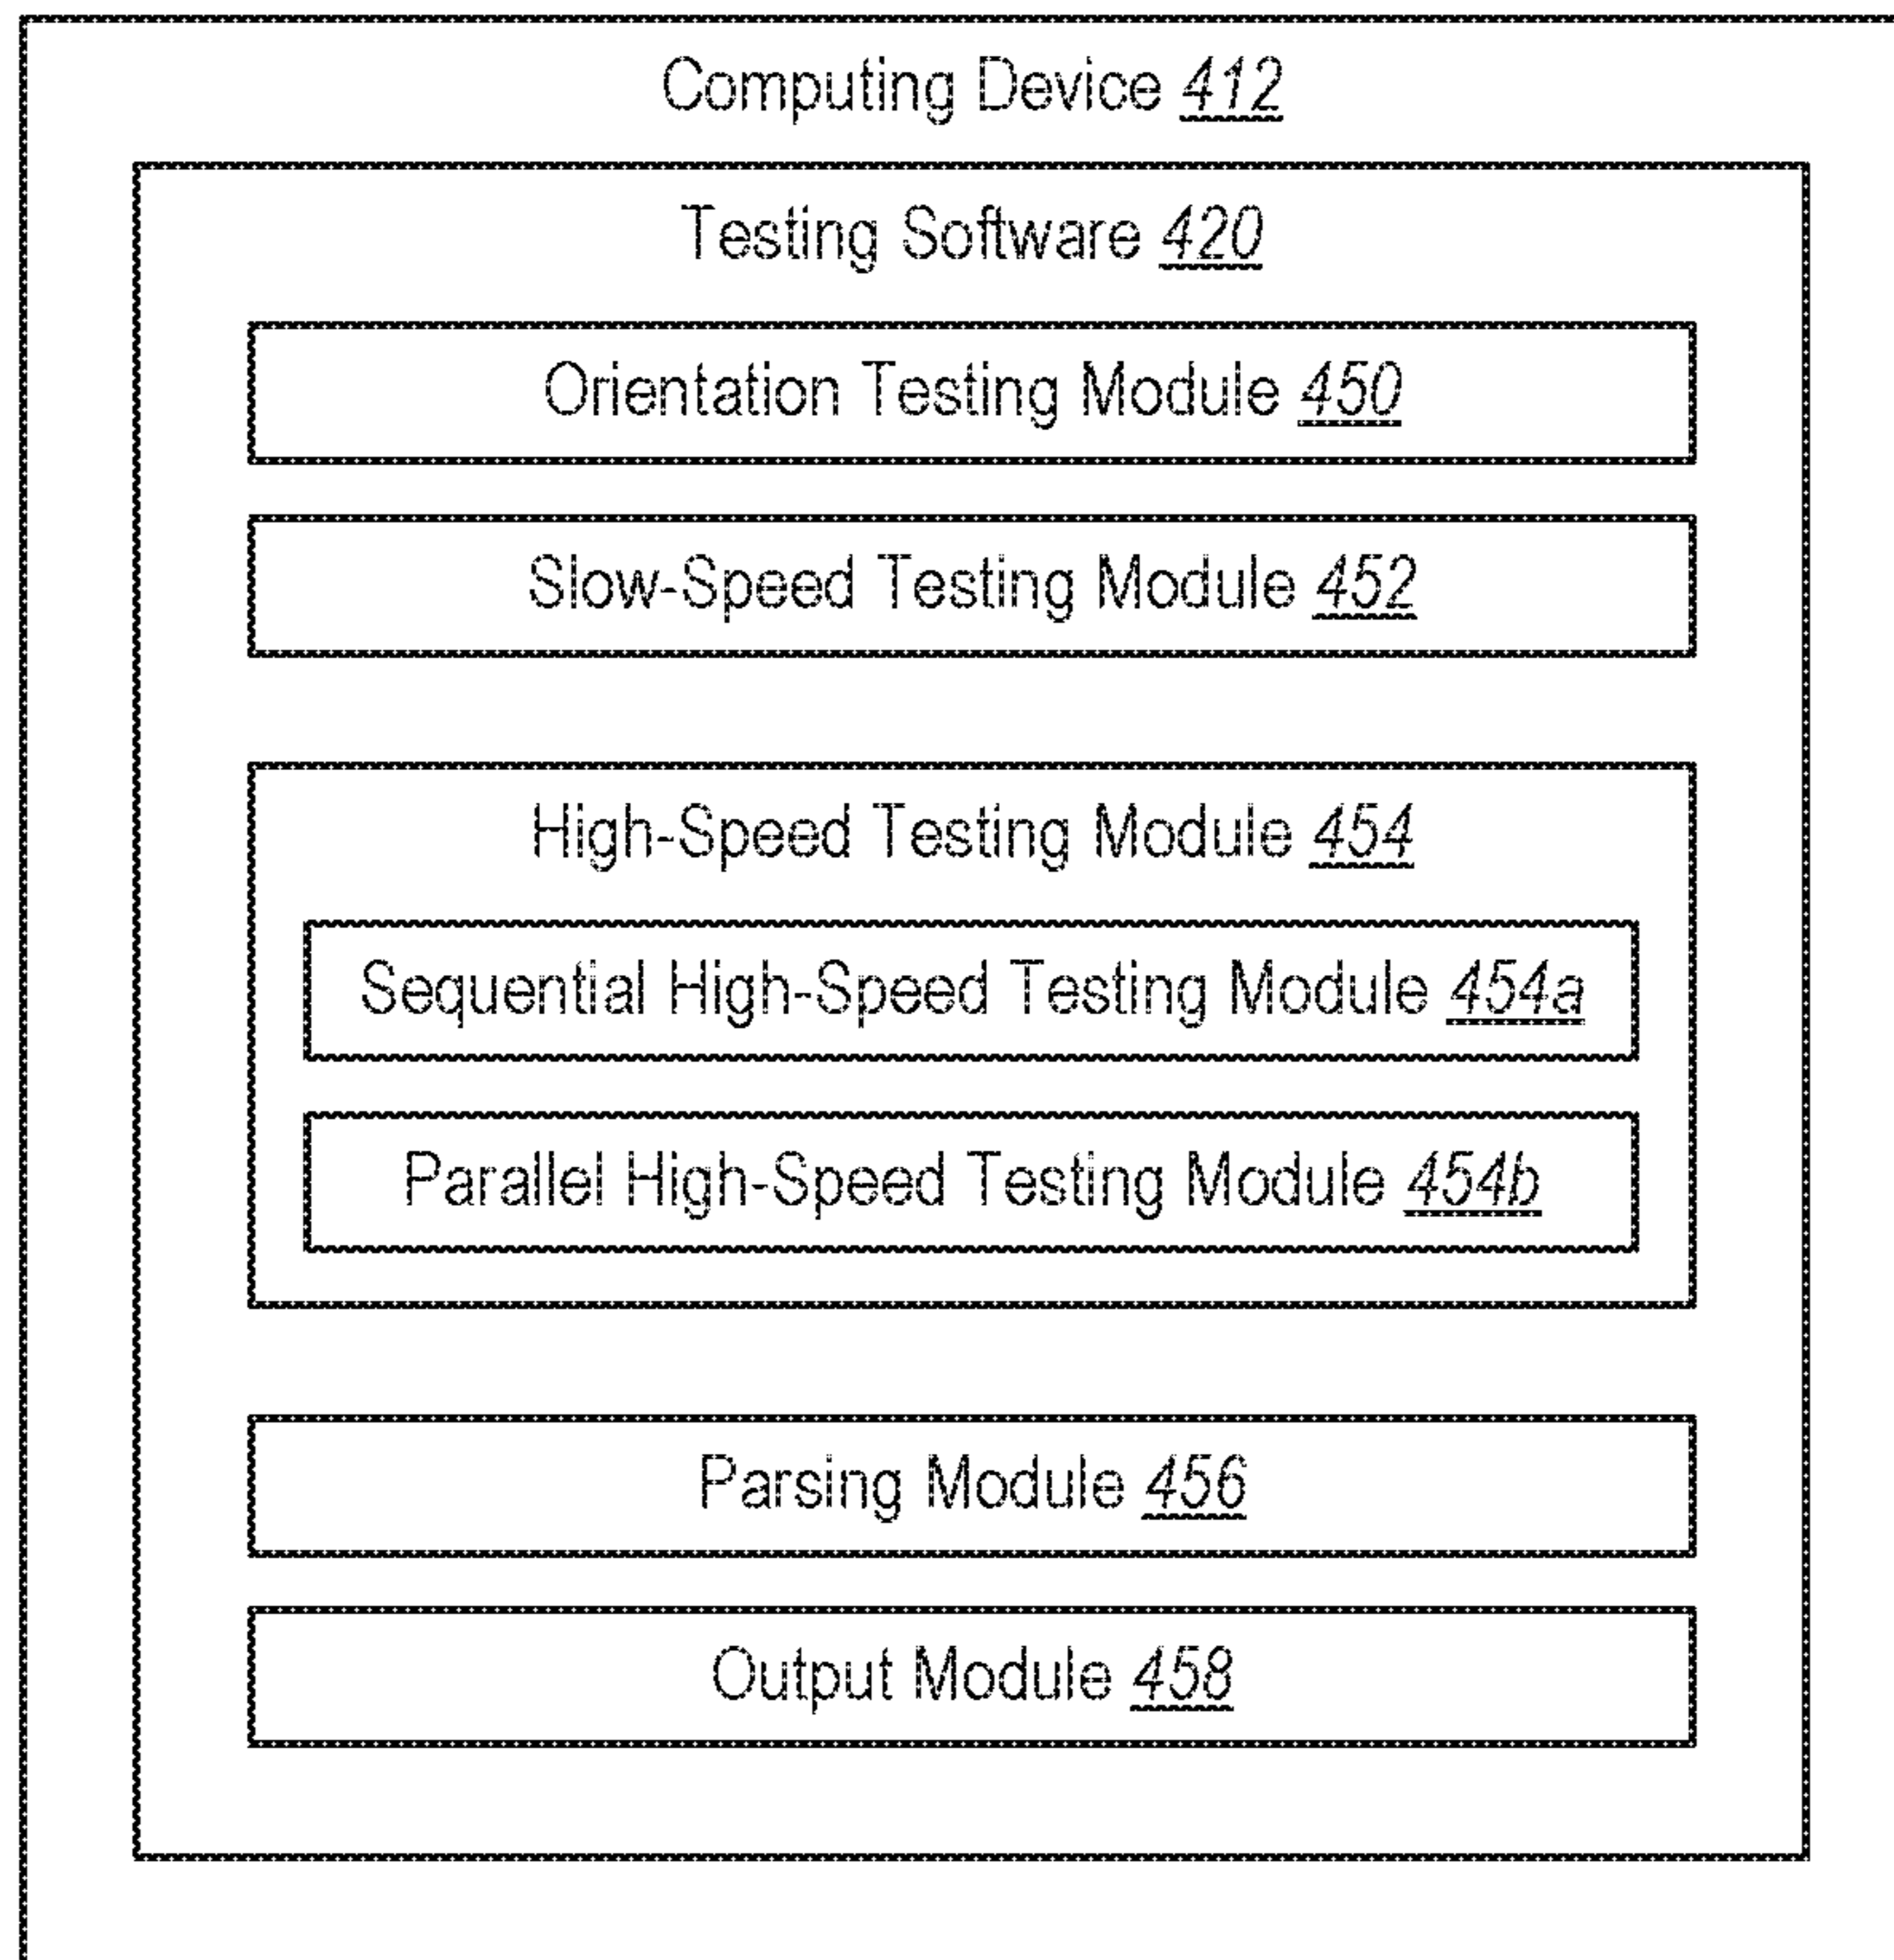 Computing Device 412
Testing Software 420
Orientation Testing Module 450
Slow-Speed Testing Module 452
High-Speed Testing Module 454
Sequential High-Speed Testing Module 454a
Parallel High-Speed Testing Module 454b
Parsing Module 456
Output Module 458